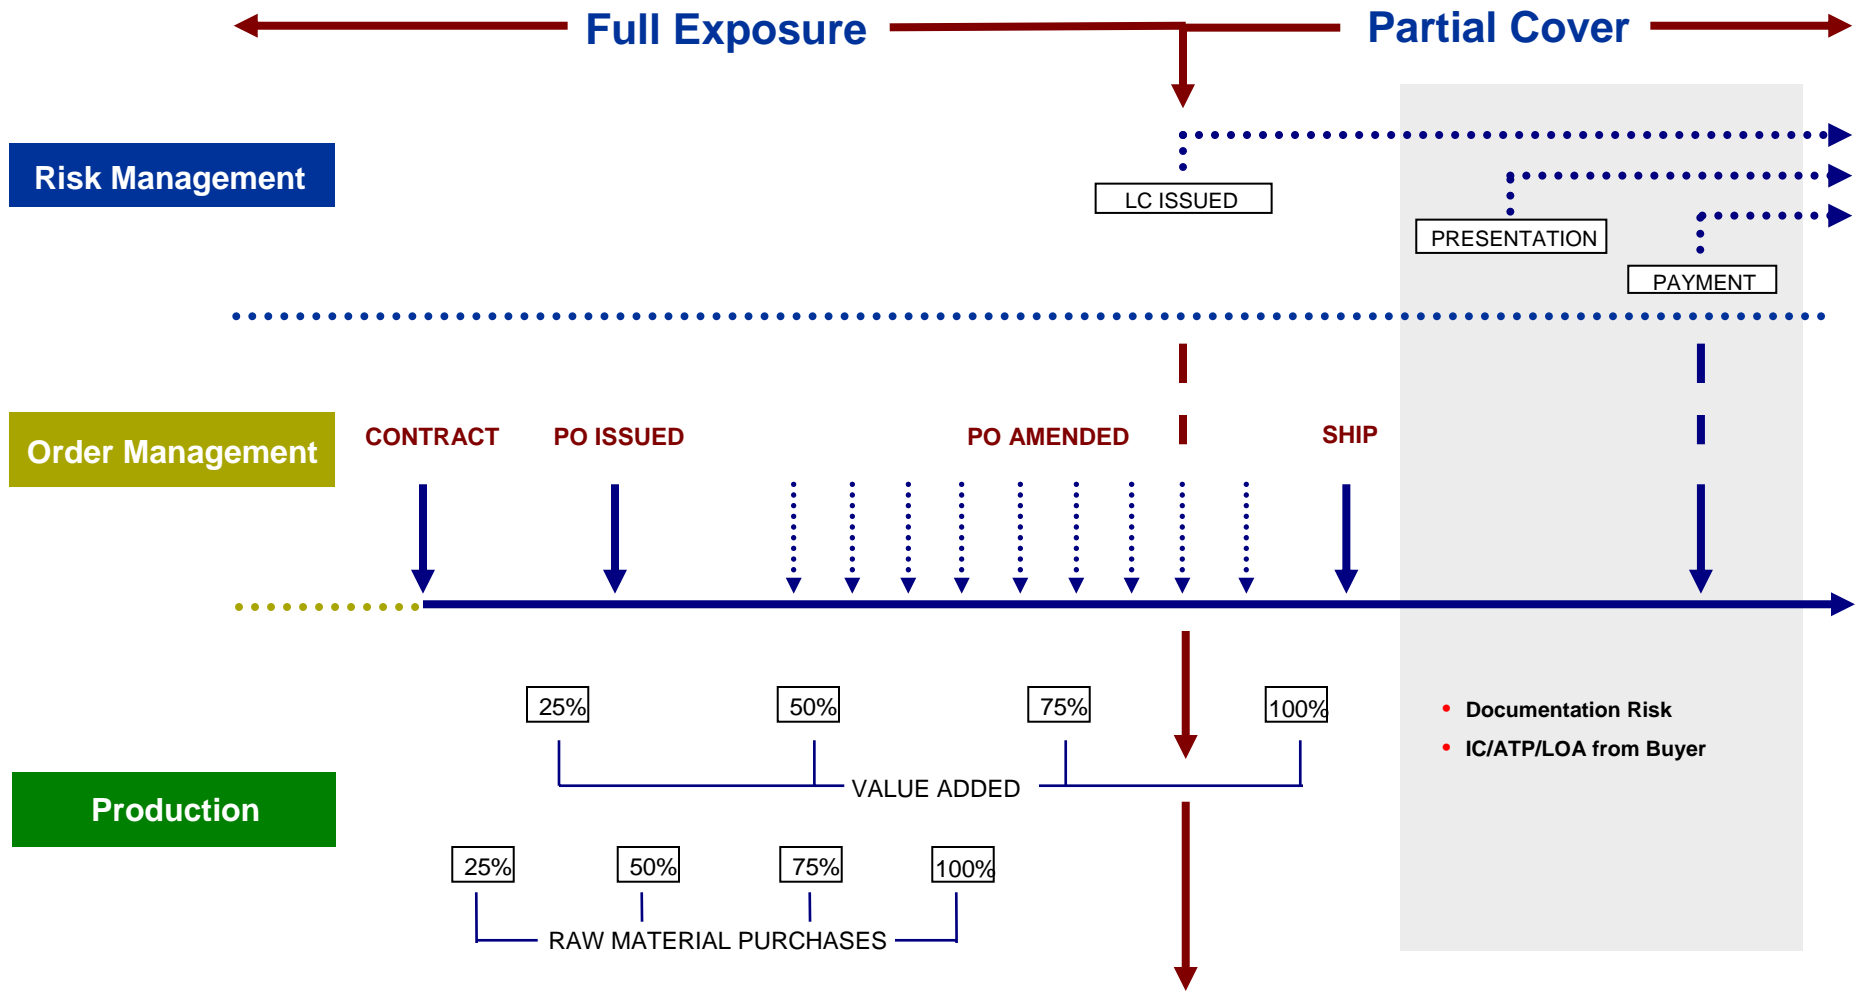 Full Exposure
Partial Cover
Risk Management
LC ISSUED
PRESENTATION
PAYMENT
Order Management
CONTRACT
PO ISSUED
PO AMENDED
SHIP
25%
50%
75%
100%
• Documentation Risk
• IC/ATP/LOA from Buyer
VALUE ADDED
Production
25%
50%
75%
100%
RAW MATERIAL PURCHASES